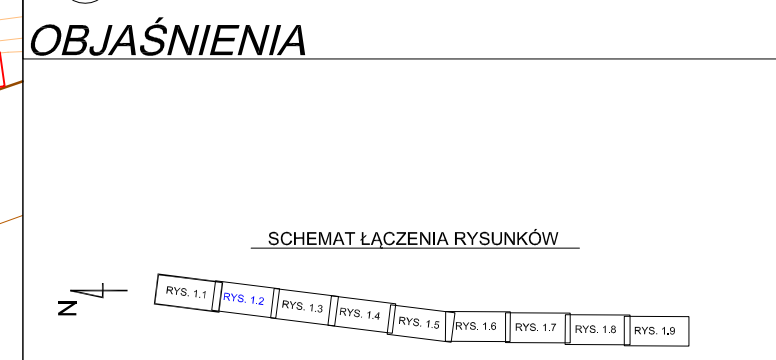 OBJAŚNIENIA
SCHEMAT ŁĄCZENIA RYSUNKÓW
N
RYS. 1.1
RYS. 1.2
RYS. 1.3
RYS. 1.4
RYS. 1.5
RYS. 1.6
RYS. 1.7
RYS. 1.8
RYS. 1.9